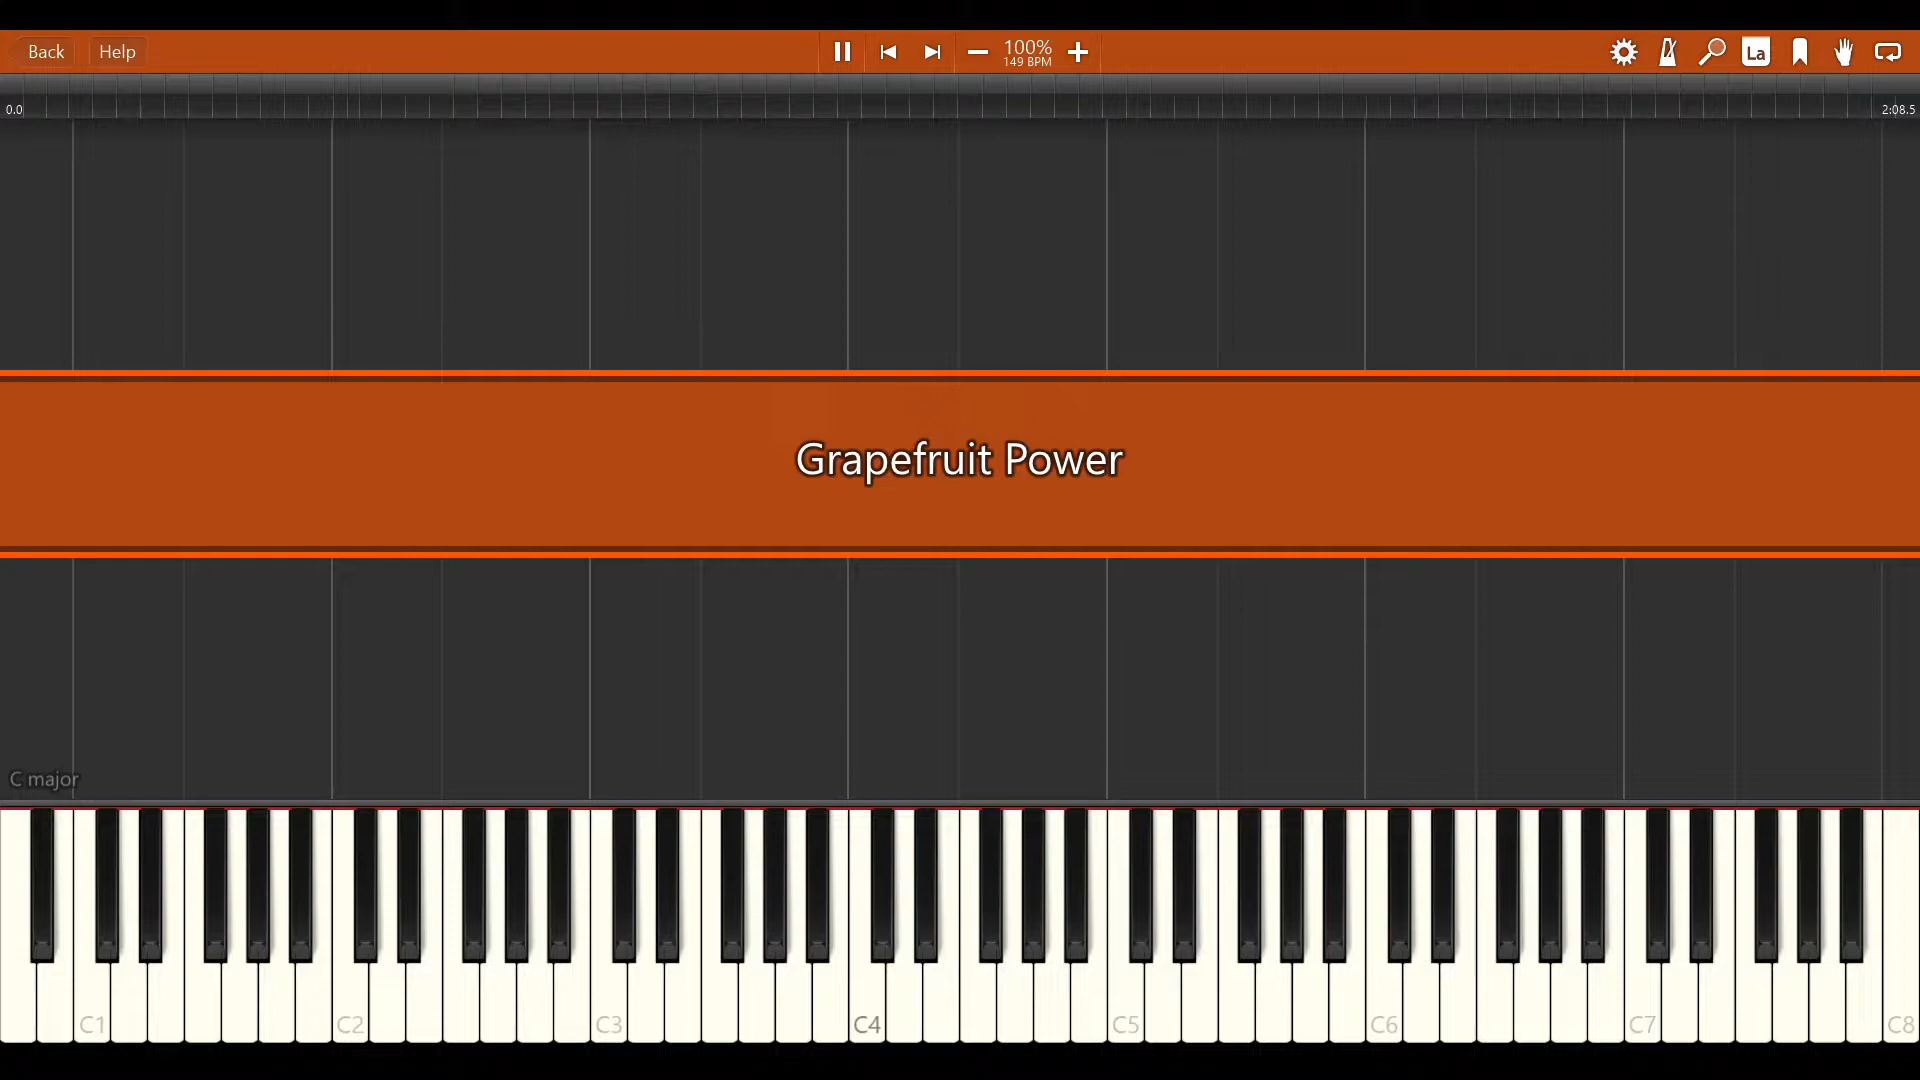 Back Help 100% La
149 BPM
0.0 2:08.5
Grapefruit Power
C major
C1 C2 C3 C4 C5 C6 C7 C8